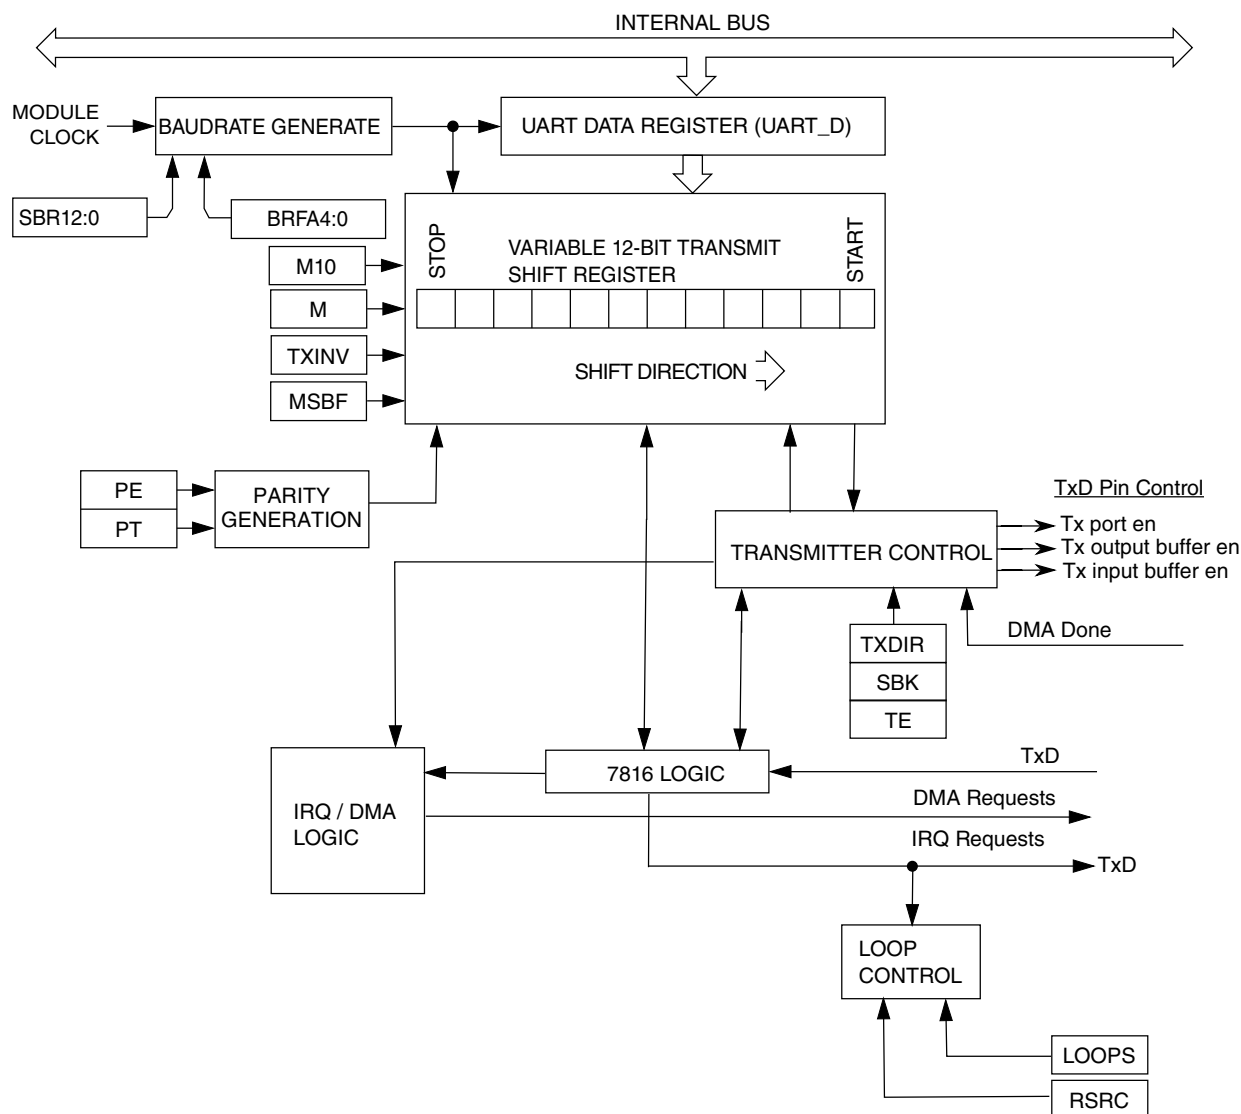 INTERNAL BUS
MODULE
CLOCK
BAUDRATE GENERATE
UART DATA REGISTER (UART_D)
SBR12:0
BRFA4:0
STOP
VARIABLE 12-BIT TRANSMIT
SHIFT REGISTER
START
M10
M
TXINV
MSBF
SHIFT DIRECTION
PE
PT
PARITY
GENERATION
TRANSMITTER CONTROL
TxD Pin Control
Tx port en
Tx output buffer en
Tx input buffer en
DMA Done
TXDIR
SBK
TE
7816 LOGIC
TxD
IRQ / DMA
LOGIC
DMA Requests
IRQ Requests
TxD
LOOP
CONTROL
LOOPS
RSRC